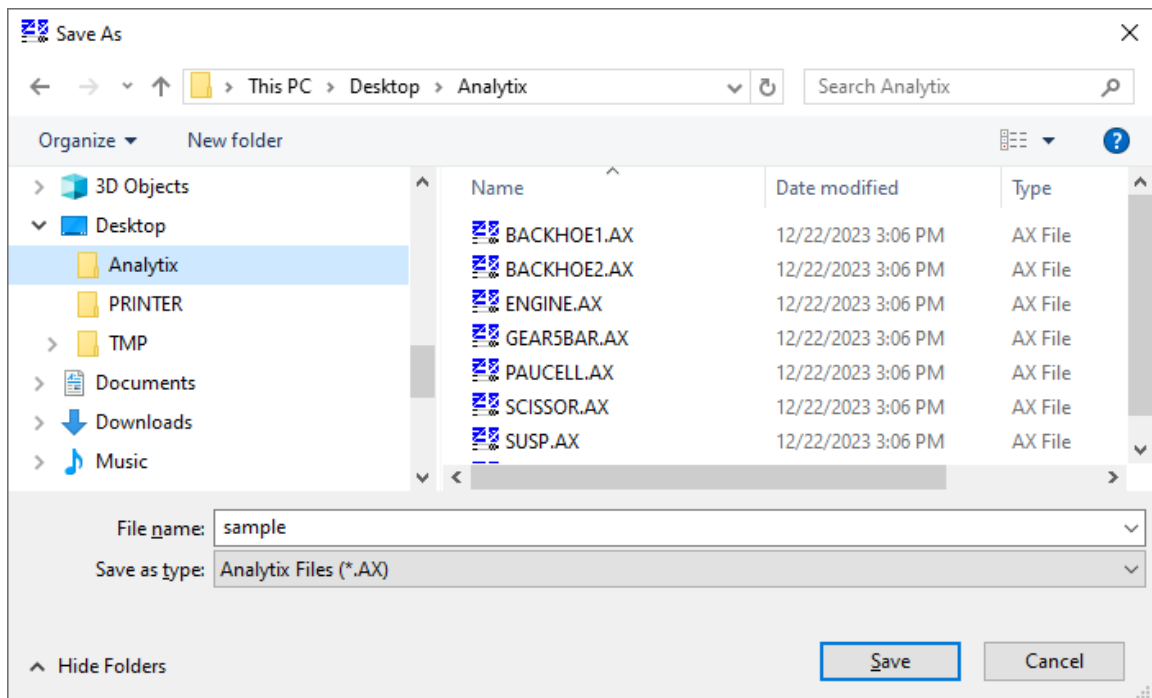 Save As
This PC > Desktop > Analytix
Search Analytix
Organize
New folder
?
3D Objects
Desktop
Analytix
PRINTER
TMP
Documents
Downloads
Music
Name Date modified Type
BACKHOE1.AX 12/22/2023 3:06 PM AX File
BACKHOE2.AX 12/22/2023 3:06 PM AX File
ENGINE.AX 12/22/2023 3:06 PM AX File
GEAR5BAR.AX 12/22/2023 3:06 PM AX File
PAUCELL.AX 12/22/2023 3:06 PM AX File
SCISSOR.AX 12/22/2023 3:06 PM AX File
SUSP.AX 12/22/2023 3:06 PM AX File
File name: sample
Save as type: Analytix Files (*.AX)
Hide Folders
Save
Cancel